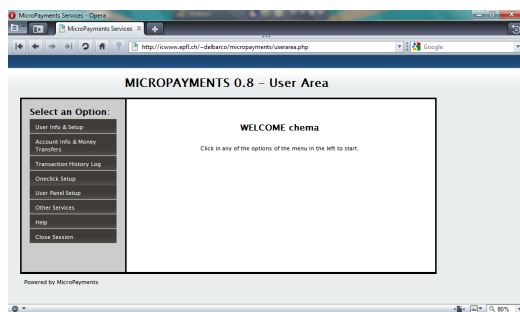 MicroPayments Services - Opera
MicroPayments Services
http://icwww.epfl.ch/~delbarco/micropayments/userarea.php
Google
MICROPAYMENTS 0.8 - User Area
Select an Option:
User Info & Setup
Account Info & Money
Transfers
Transaction History Log
Oneclick Setup
User Panel Setup
Other Services
Help
Close Session
WELCOME chema
Click in any of the options of the menu in the left to start.
Powered by MicroPayments
80%